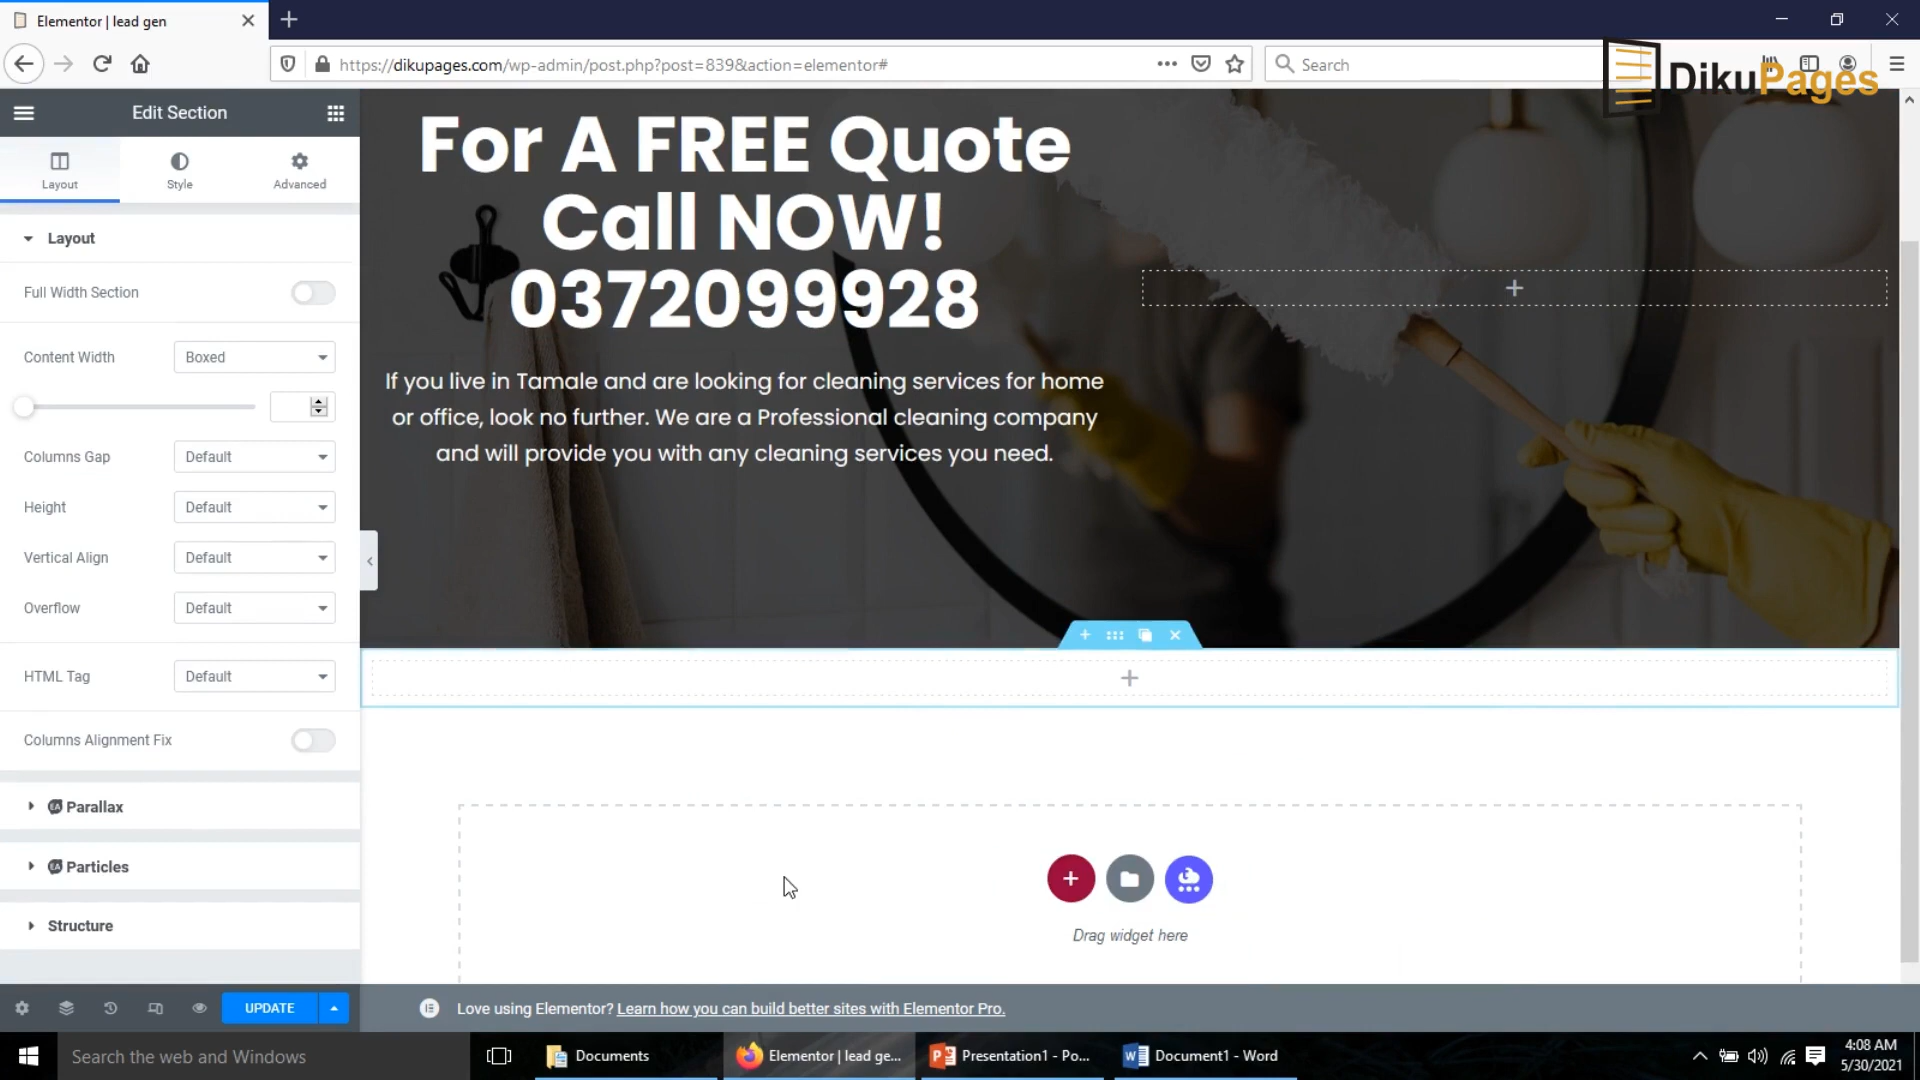 Elementor | lead gen
https://dikupages.com/wp-admin/post.php?post=839&action=elementor#
Search
DikuPages
Edit Section
Layout
Style
Advanced
Layout
Full Width Section
Content Width
Boxed
Columns Gap
Default
Height
Default
Vertical Align
Default
Overflow
Default
HTML Tag
Default
Columns Alignment Fix
EA Parallax
EA Particles
Structure
UPDATE
For A FREE Quote
Call NOW!
0372099928
If you live in Tamale and are looking for cleaning services for home
or office, look no further. We are a Professional cleaning company
and will provide you with any cleaning services you need.
Drag widget here
Love using Elementor? Learn how you can build better sites with Elementor Pro.
Search the web and Windows
Documents
Elementor | lead ge...
Presentation1 - Po...
Document1 - Word
4:08 AM
5/30/2021